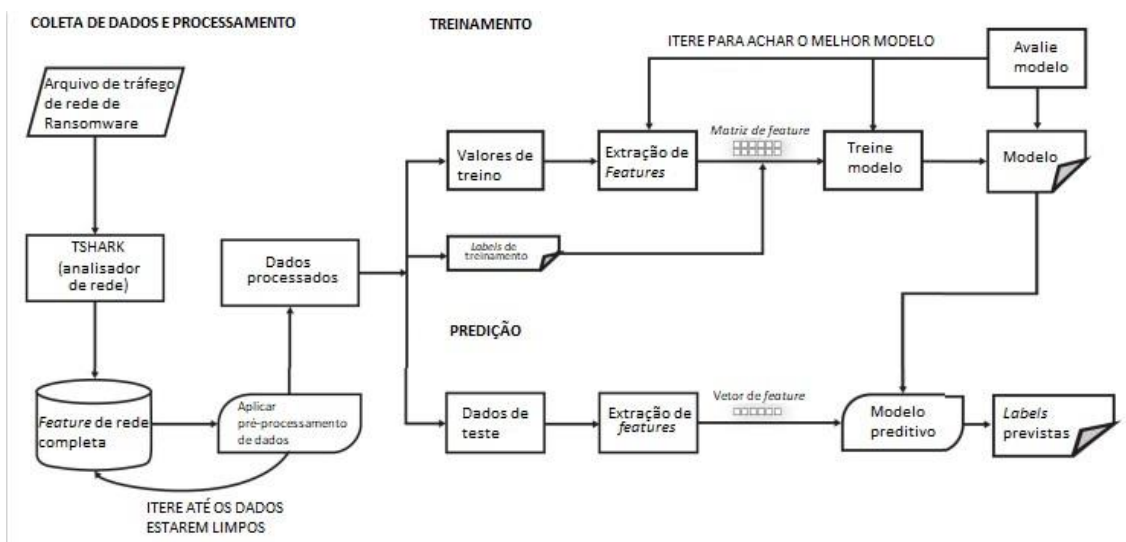 COLETA DE DADOS E PROCESSAMENTO
Arquivo de tráfego
de rede de
Ransomware
TSHARK
(analisador
de rede)
Feature de rede
completa
Aplicar
pré-processamento
de dados
ITERE ATÉ OS DADOS
ESTAREM LIMPOS
Dados
processados
TREINAMENTO
ITERE PARA ACHAR O MELHOR MODELO
Avalie
modelo
Valores de
treino
Extração de
Features
Matriz de feature
Treine
modelo
Modelo
Labels de
treinamento
PREDIÇÃO
Dados de
teste
Extração de
features
Vetor de feature
Modelo
preditivo
Labels
previstas